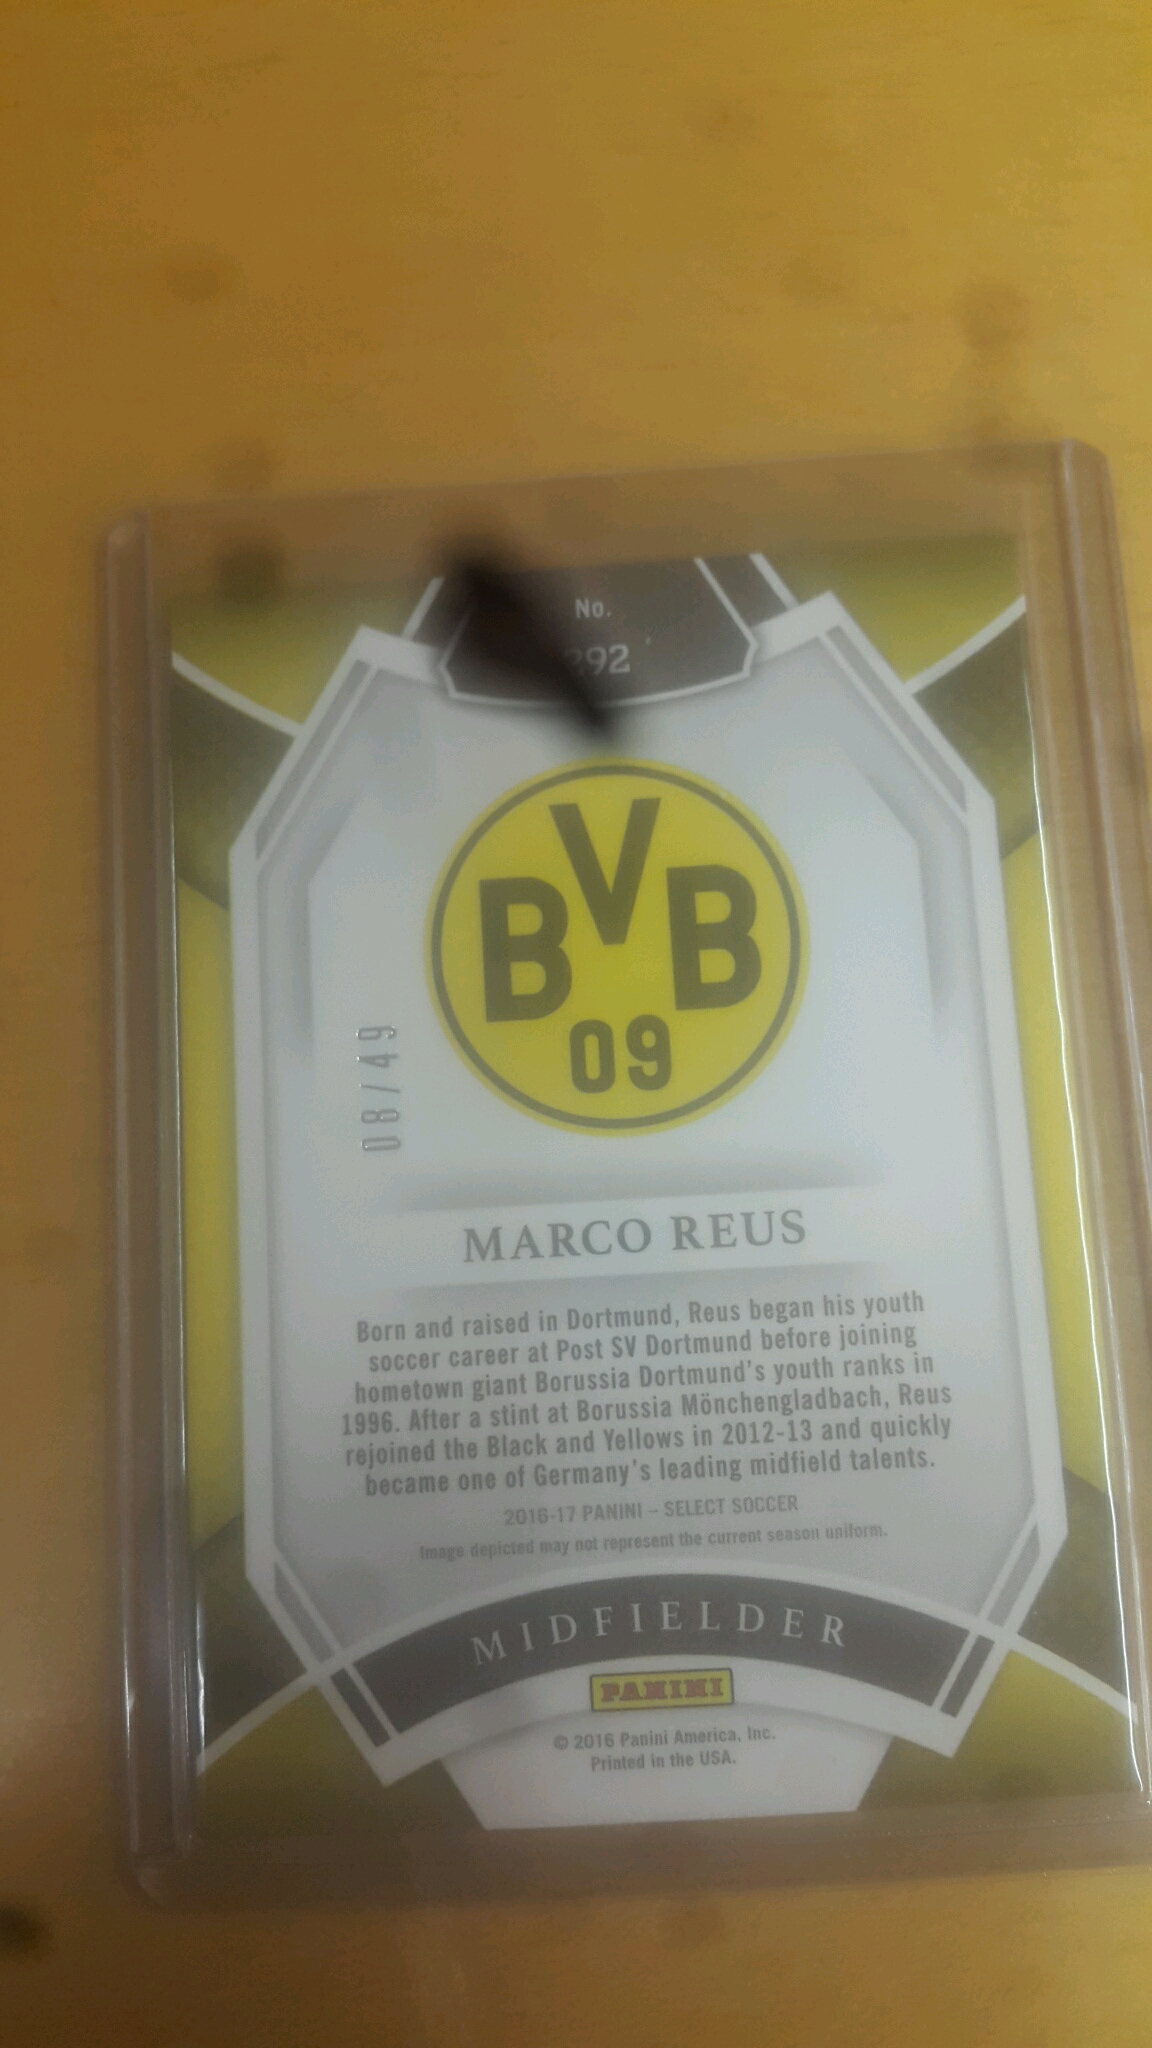 No.
292
BVB
09
08/49
MARCO REUS
Born and raised in Dortmund, Reus began his youth
soccer career at Post SV Dortmund before joining
hometown giant Borussia Dortmund's youth ranks in
1996. After a stint at Borussia Mönchengladbach, Reus
rejoined the Black and Yellows in 2012-13 and quickly
became one of Germany's leading midfield talents.
2016-17 PANINI – SELECT SOCCER
Image depicted may not represent the current season uniform.
MIDFIELDER
PANINI
© 2016 Panini America, Inc.
Printed in the USA.